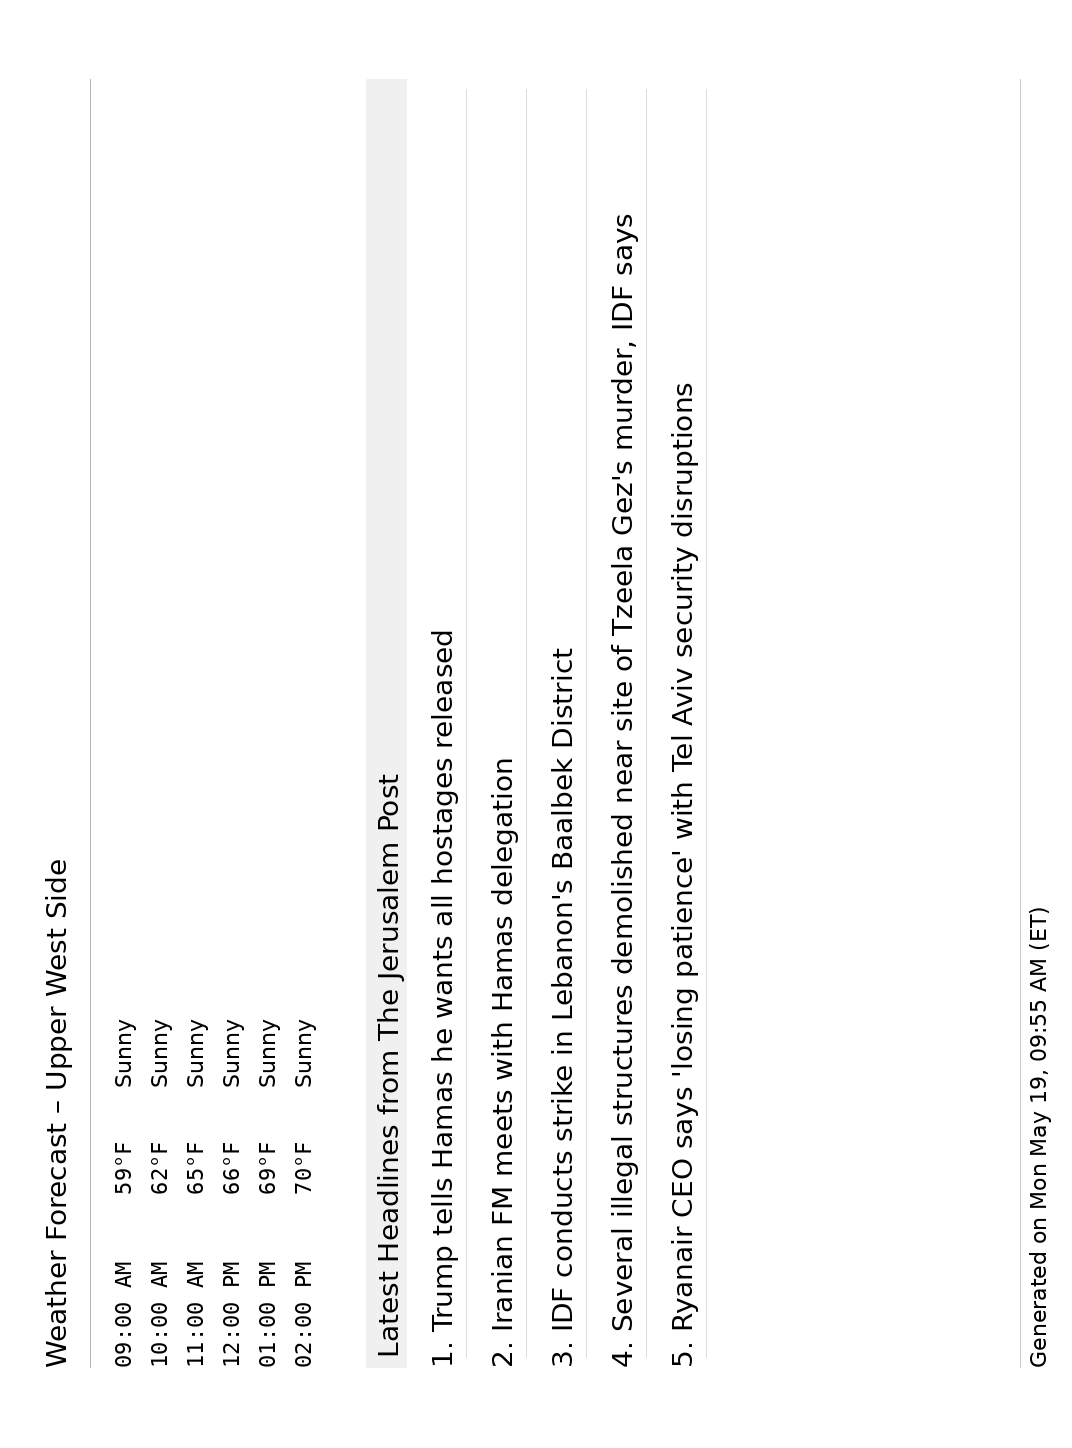 Weather Forecast – Upper West Side
09:00 AM 59°F Sunny
10:00 AM 62°F Sunny
11:00 AM 65°F Sunny
12:00 PM 66°F Sunny
01:00 PM 69°F Sunny
02:00 PM 70°F Sunny
Latest Headlines from The Jerusalem Post
1. Trump tells Hamas he wants all hostages released
2. Iranian FM meets with Hamas delegation
3. IDF conducts strike in Lebanon's Baalbek District
4. Several illegal structures demolished near site of Tzeela Gez's murder, IDF says
5. Ryanair CEO says 'losing patience' with Tel Aviv security disruptions
Generated on Mon May 19, 09:55 AM (ET)